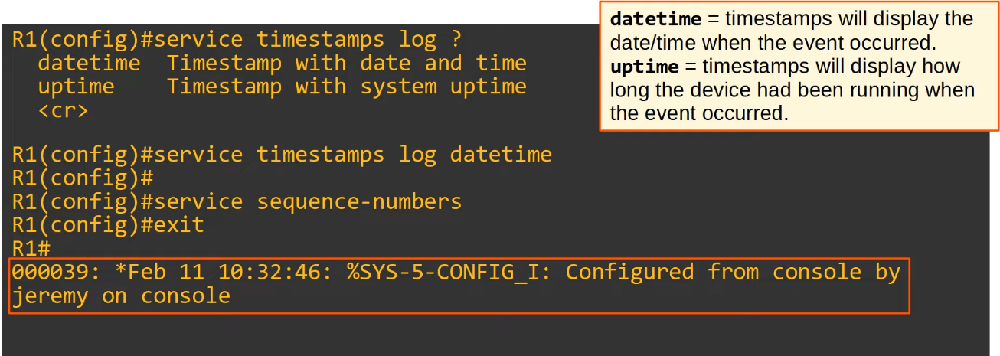 datetime = timestamps will display the
date/time when the event occurred.
uptime = timestamps will display how
long the device had been running when
the event occurred.
R1(config)#service timestamps log ?
  datetime  Timestamp with date and time
  uptime    Timestamp with system uptime
  <cr>
R1(config)#service timestamps log datetime
R1(config)#
R1(config)#service sequence-numbers
R1(config)#exit
R1#
000039: *Feb 11 10:32:46: %SYS-5-CONFIG_I: Configured from console by
jeremy on console